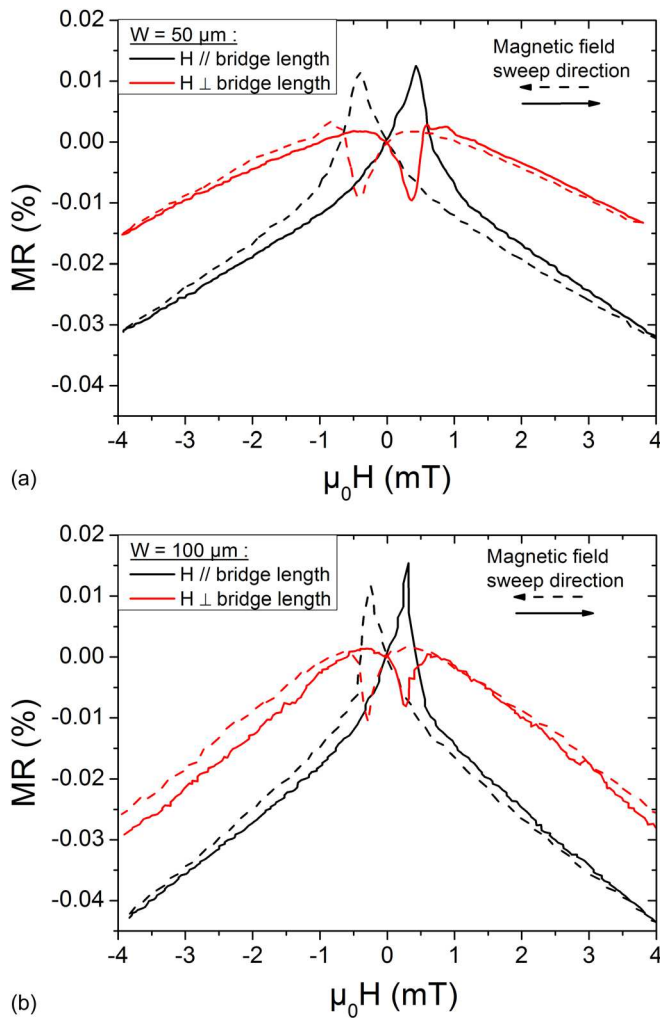 0.02
W = 50 µm :
H // bridge length
H ⊥ bridge length
Magnetic field
sweep direction
0.01
0.00
-0.01
-0.02
-0.03
-0.04
MR (%)
-4 -3 -2 -1 0 1 2 3 4
µ₀H (mT)
(a)
0.02
W = 100 µm :
H // bridge length
H ⊥ bridge length
Magnetic field
sweep direction
0.01
0.00
-0.01
-0.02
-0.03
-0.04
MR (%)
-4 -3 -2 -1 0 1 2 3 4
µ₀H (mT)
(b)